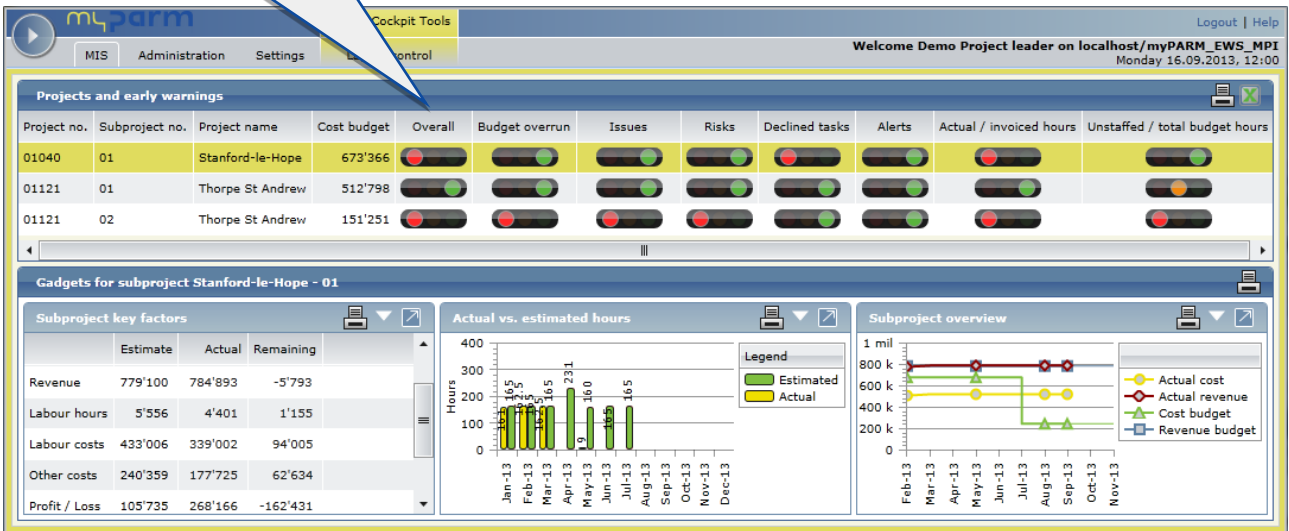 myparm
Cockpit Tools
Logout | Help
MIS Administration Settings
Welcome Demo Project leader on localhost/myPARM_EWS_MPI
Monday 16.09.2013, 12:00
Projects and early warnings
Project no. Subproject no. Project name Cost budget Overall Budget overrun Issues Risks Declined tasks Alerts Actual / invoiced hours Unstaffed / total budget hours
01040 01 Stanford-le-Hope 673'366
01121 01 Thorpe St Andrew 512'798
01121 02 Thorpe St Andrew 151'251
Gadgets for subproject Stanford-le-Hope - 01
Subproject key factors
Estimate Actual Remaining
Revenue 779'100 784'893 -5'793
Labour hours 5'556 4'401 1'155
Labour costs 433'006 339'002 94'005
Other costs 240'359 177'725 62'634
Profit / Loss 105'735 268'166 -162'431
Actual vs. estimated hours
Hours
400
300
200
100
0
165 165 165 231 9 160 165 165
Jan-13 Feb-13 Mar-13 Apr-13 May-13 Jun-13 Jul-13 Aug-13 Sep-13 Oct-13 Nov-13 Dec-13
Legend
Estimated
Actual
Subproject overview
1 mil
800 k
600 k
400 k
200 k
0
Feb-13 Mar-13 Apr-13 May-13 Jun-13 Jul-13 Aug-13 Sep-13 Oct-13 Nov-13
Actual cost
Actual revenue
Cost budget
Revenue budget